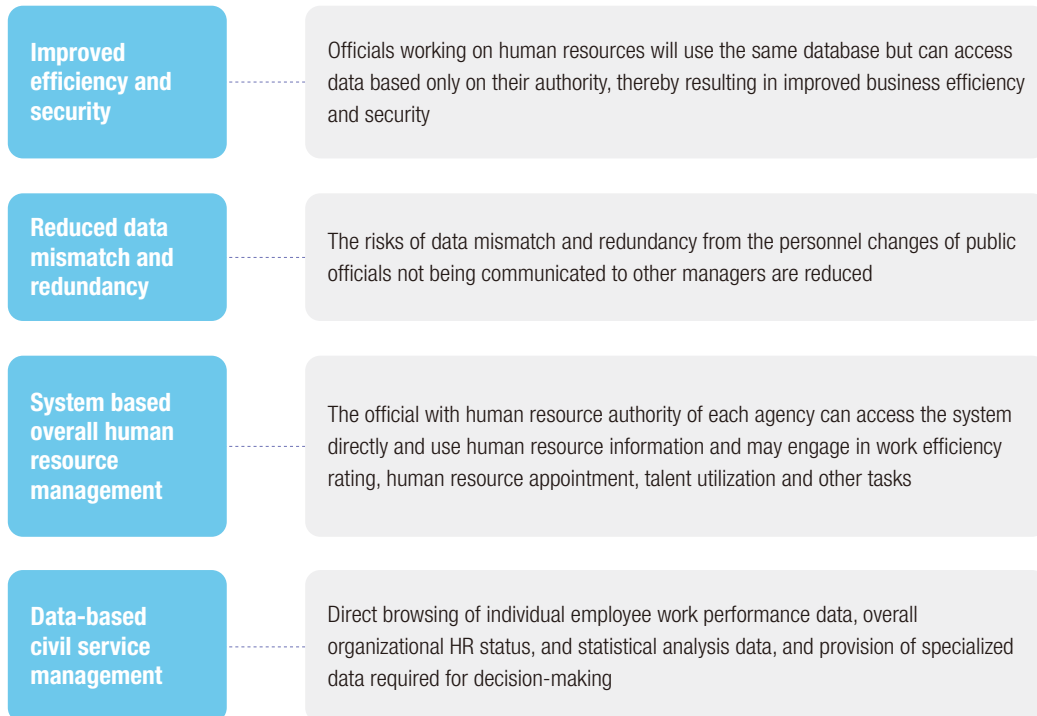 Improved
efficiency and
security
Officials working on human resources will use the same database but can access
data based only on their authority, thereby resulting in improved business efficiency
and security
Reduced data
mismatch and
redundancy
The risks of data mismatch and redundancy from the personnel changes of public
officials not being communicated to other managers are reduced
System based
overall human
resource
management
The official with human resource authority of each agency can access the system
directly and use human resource information and may engage in work efficiency
rating, human resource appointment, talent utilization and other tasks
Data-based
civil service
management
Direct browsing of individual employee work performance data, overall
organizational HR status, and statistical analysis data, and provision of specialized
data required for decision-making